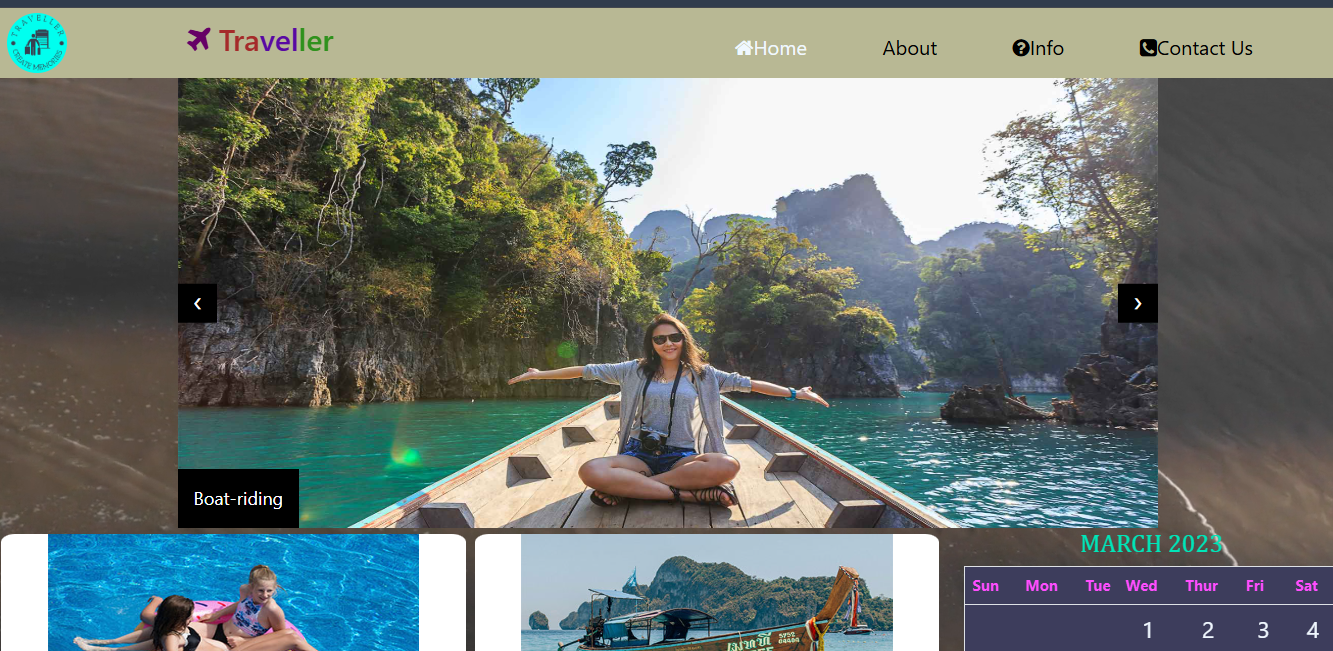 TRAVELLER
CREATE MEMORIES
Traveller
Home
About
Info
Contact Us
❮
❯
Boat-riding
MARCH 2023
Sun Mon Tue Wed Thur Fri Sat
1 2 3 4
5752